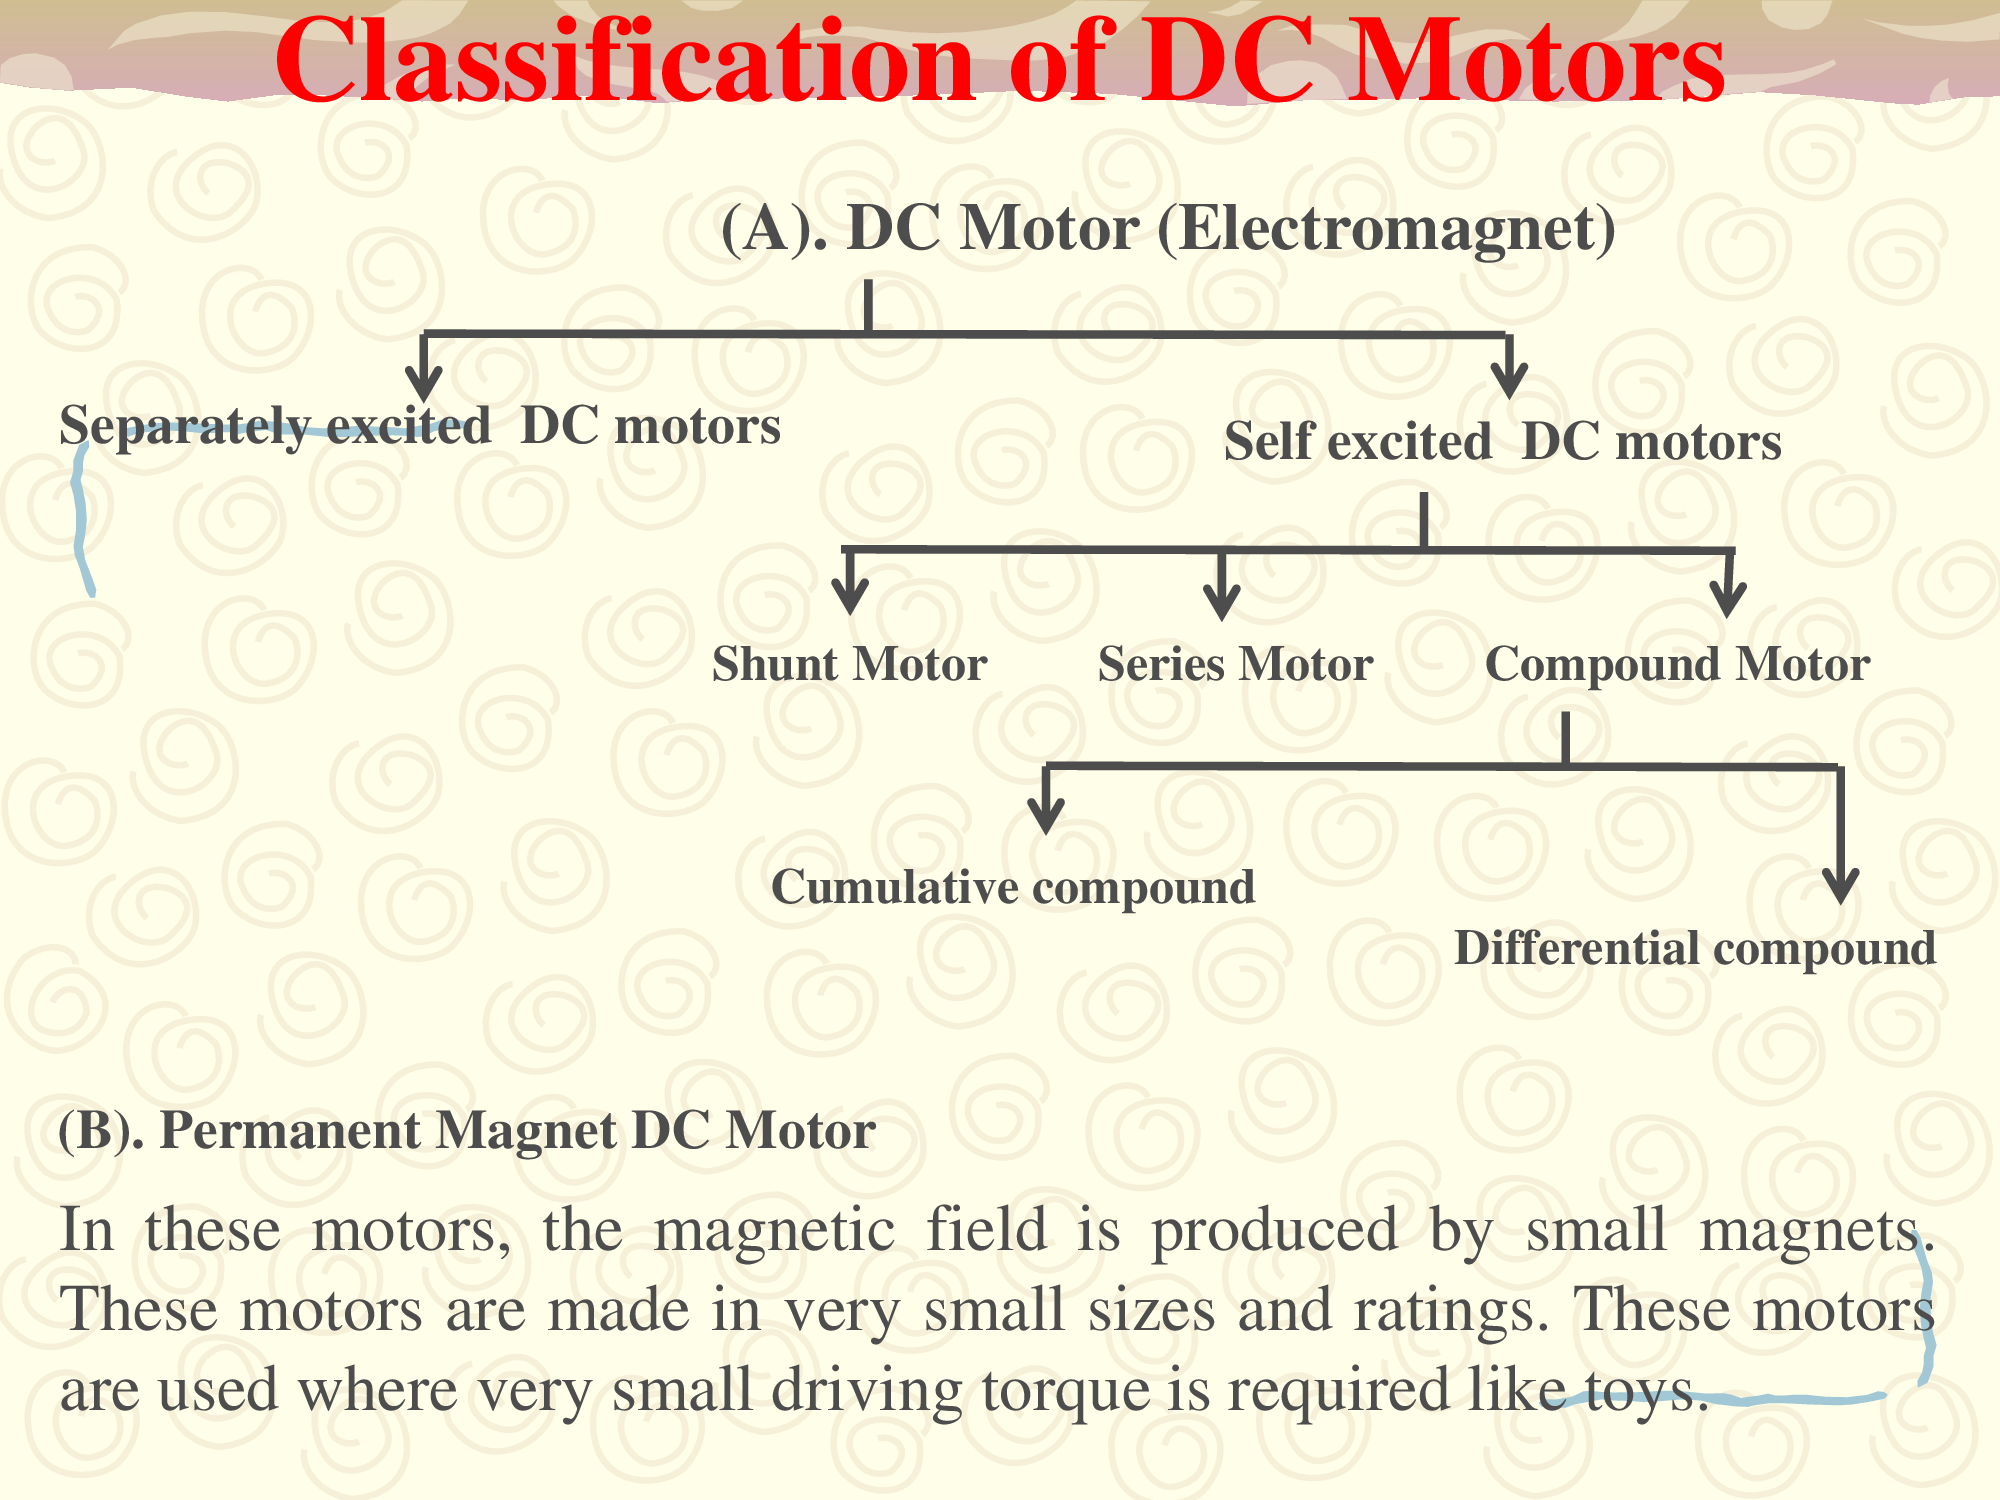 Classification of DC Motors
(A). DC Motor (Electromagnet)
Separately excited DC motors
Self excited DC motors
Shunt Motor
Series Motor
Compound Motor
Cumulative compound
Differential compound
(B). Permanent Magnet DC Motor
In these motors, the magnetic field is produced by small magnets.
These motors are made in very small sizes and ratings. These motors
are used where very small driving torque is required like toys.